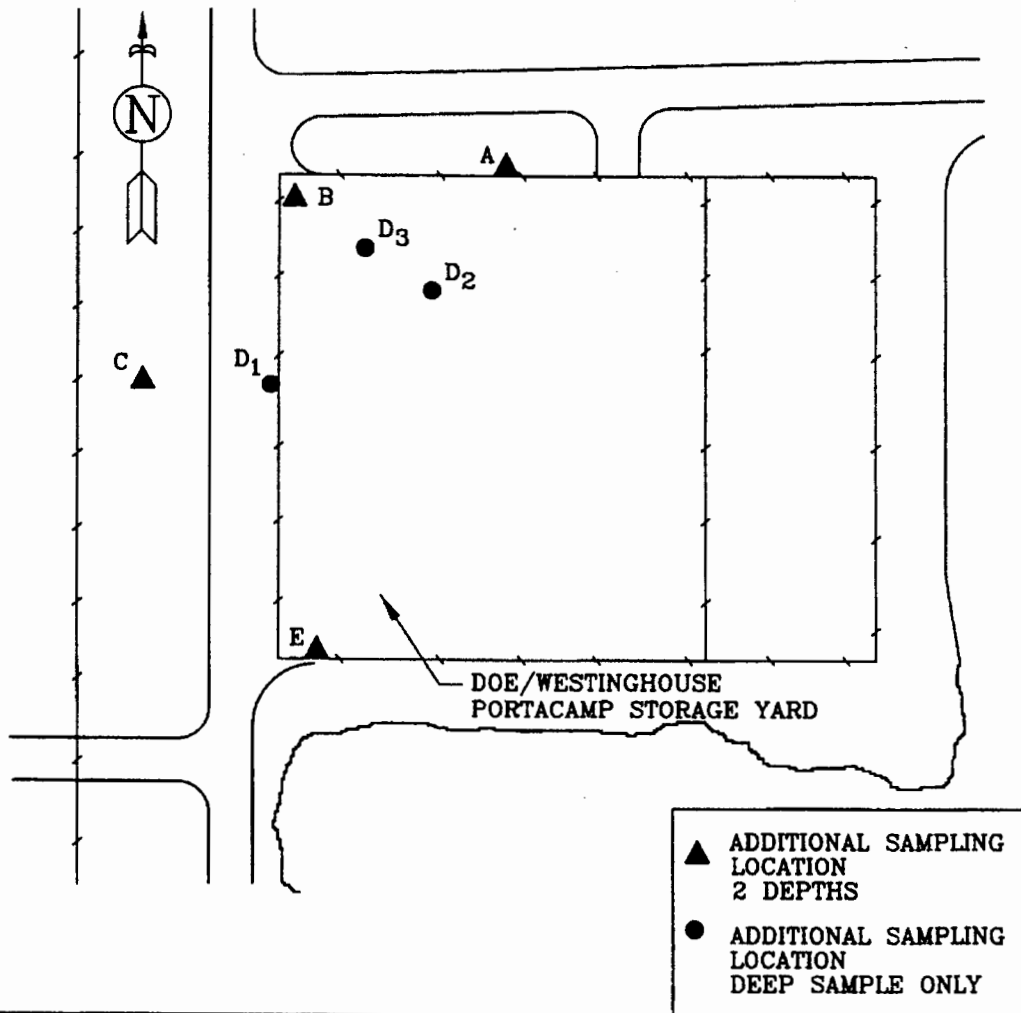 N
A
B
D3
D2
C
D1
E
DOE/WESTINGHOUSE
PORTACAMP STORAGE YARD
ADDITIONAL SAMPLING
LOCATION
2 DEPTHS
ADDITIONAL SAMPLING
LOCATION
DEEP SAMPLE ONLY